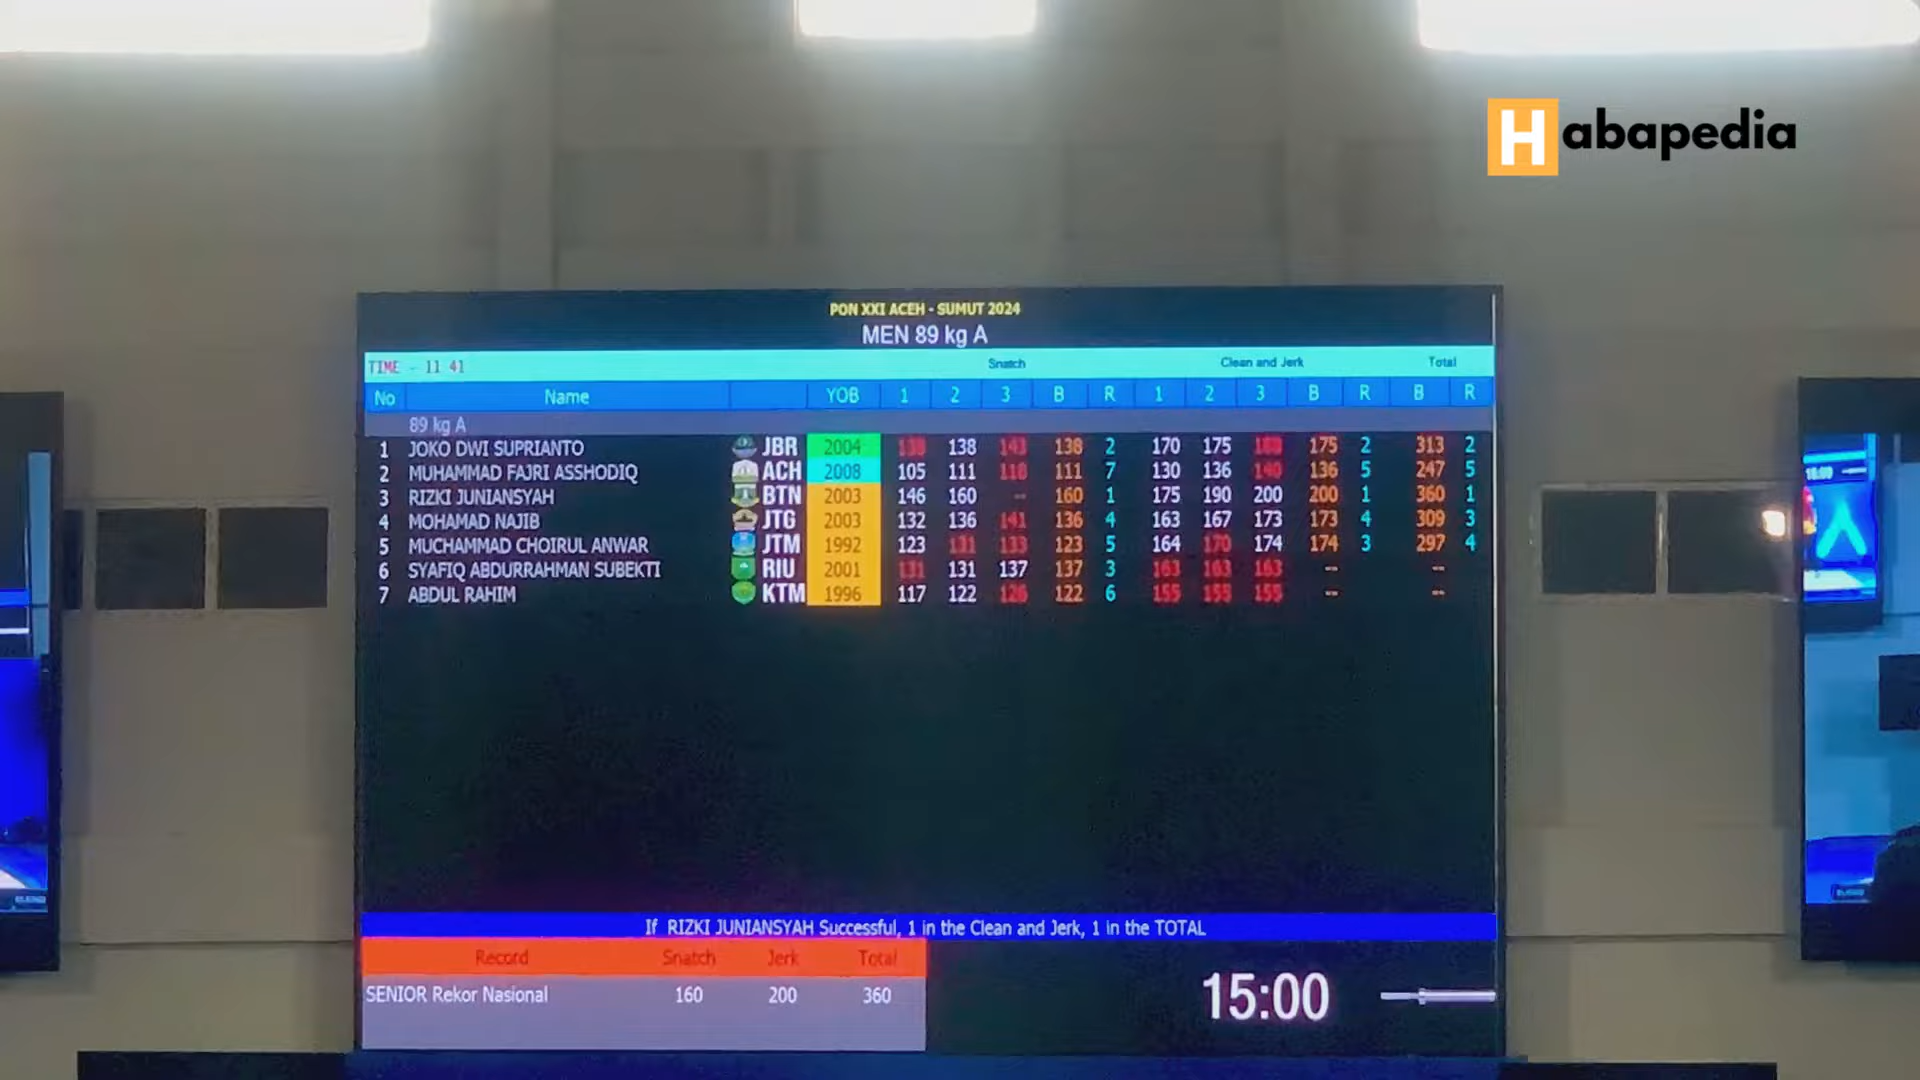 Habapedia
PON XXI ACEH - SUMUT 2024
MEN 89 kg A
TIME - 11 41 Snatch Clean and Jerk Total
No Name YOB 1 2 3 B R 1 2 3 B R B R
89 kg A
1 JOKO DWI SUPRIANTO JBR 2004 138 143 138 2 170 175 175 2 313 2
2 MUHAMMAD FAJRI ASSHODIQ ACH 2008 105 111 111 7 130 136 140 136 5 247 5
3 RIZKI JUNIANSYAH BTN 2003 146 160 -- 160 1 175 190 200 200 1 360 1
4 MOHAMAD NAJIB JTG 2003 132 136 141 136 4 163 167 173 173 4 309 3
5 MUCHAMMAD CHOIRUL ANWAR JTM 1992 123 131 133 123 5 164 170 174 174 3 297 4
6 SYAFIQ ABDURRAHMAN SUBEKTI RIU 2001 131 131 137 137 3 163 163 163 -- --
7 ABDUL RAHIM KTM 1996 117 122 126 122 6 155 155 155 -- --
If RIZKI JUNIANSYAH Successful, 1 in the Clean and Jerk, 1 in the TOTAL
Record Snatch Jerk Total
SENIOR Rekor Nasional 160 200 360
15:00